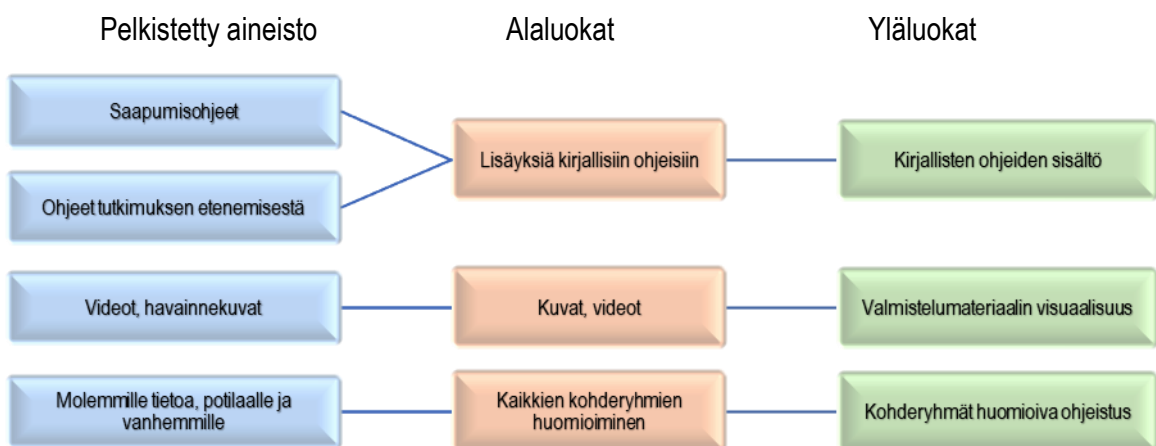 Pelkistetty aineisto
Alaluokat
Yläluokat
Saapumisohjeet
Ohjeet tutkimuksen etenemisestä
Lisäyksiä kirjallisiin ohjeisiin
Kirjallisten ohjeiden sisältö
Videot, havainnekuvat
Kuvat, videot
Valmistelumateriaalin visuaalisuus
Molemmille tietoa, potilaalle ja
vanhemmille
Kaikkien kohderyhmien
huomioiminen
Kohderyhmät huomioiva ohjeistus